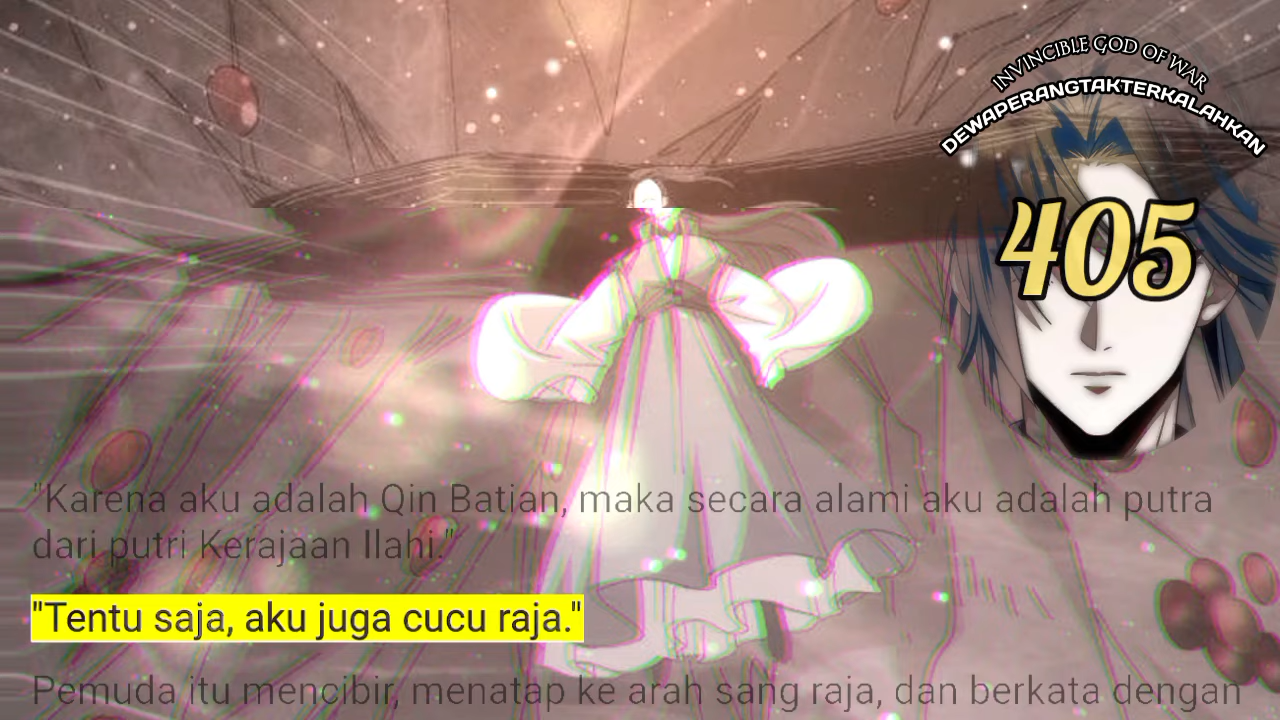 INVINCIBLE GOD OF WAR
DEWAPERANGTAKTERKALAHKAN
405
"Karena aku adalah Qin Batian, maka secara alami aku adalah putra
dari putri Kerajaan Ilahi."
"Tentu saja, aku juga cucu raja."
Pemuda itu mencibir, menatap ke arah sang raja, dan berkata dengan